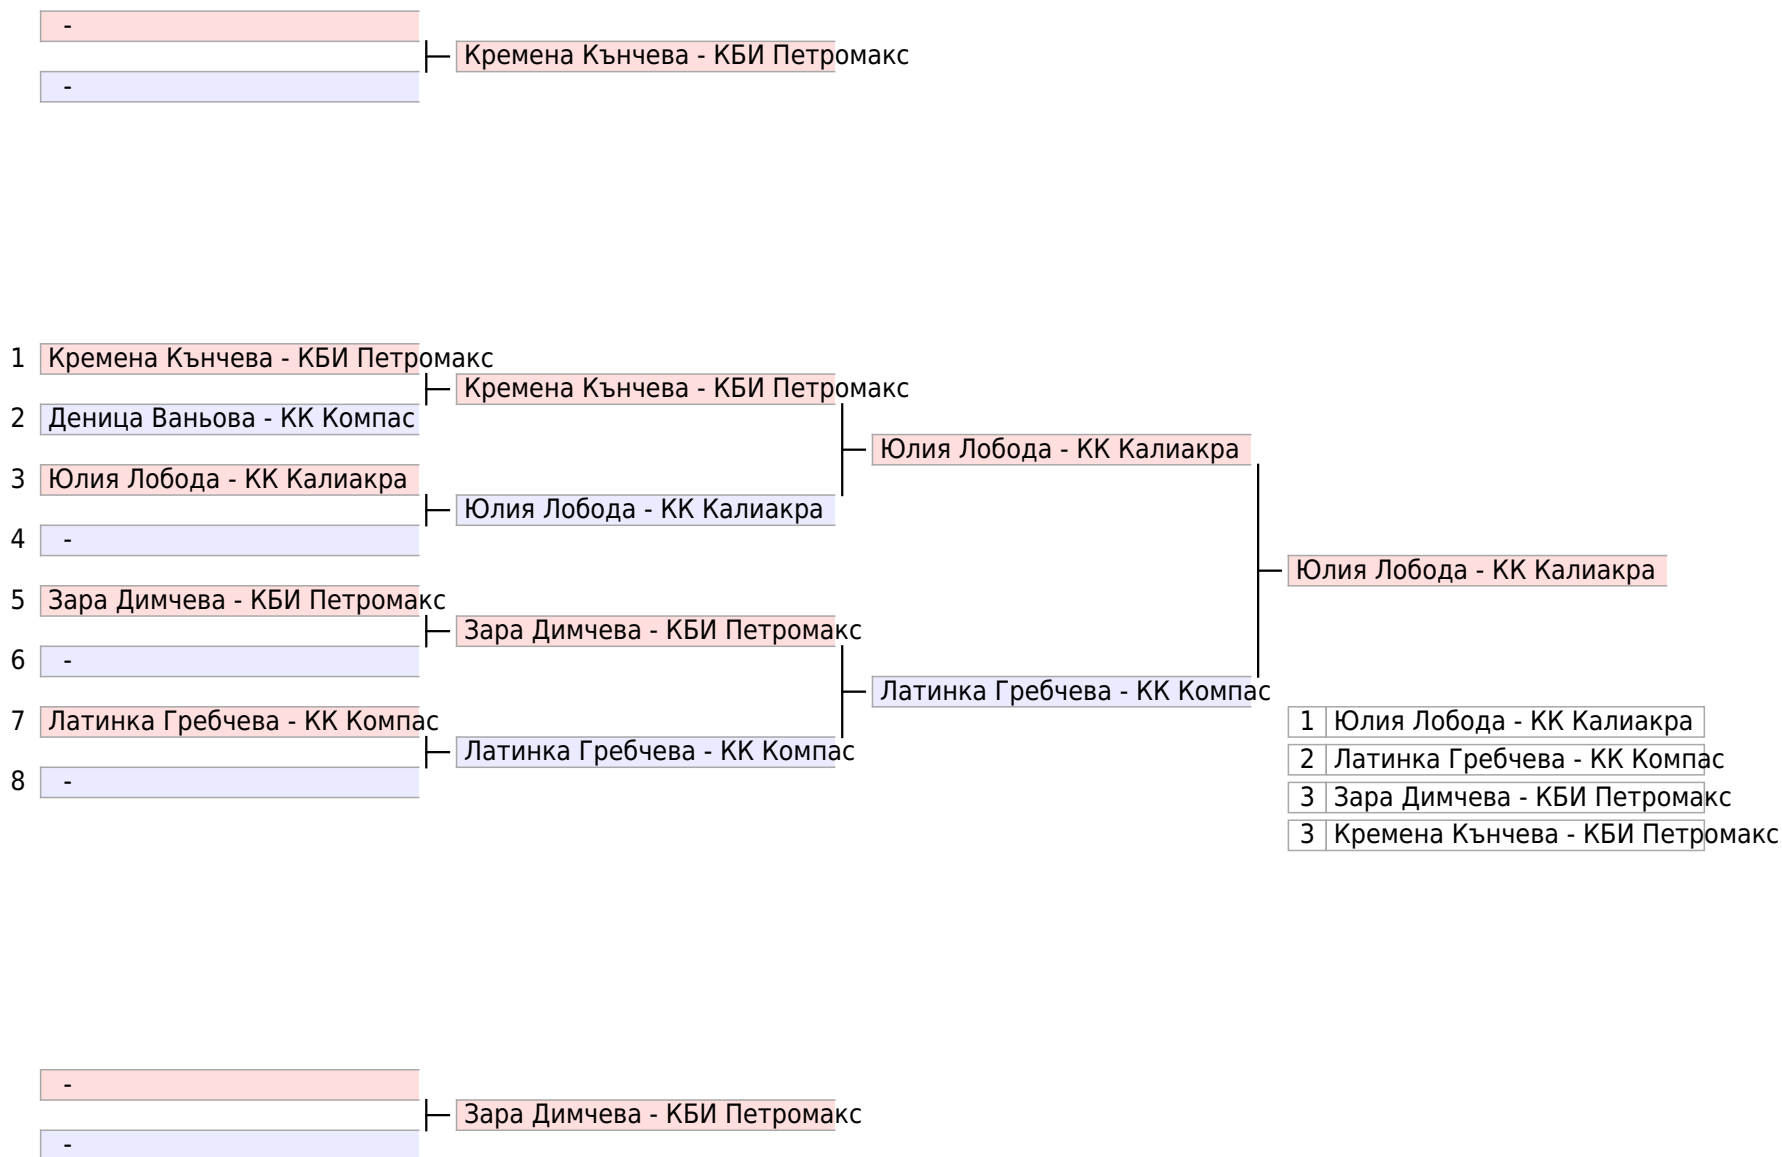 -
Кремена Кънчева - КБИ Петромакс
-
1 Кремена Кънчева - КБИ Петромакс
Кремена Кънчева - КБИ Петромакс
2 Деница Ваньова - КК Компас
Юлия Лобода - КК Калиакра
3 Юлия Лобода - КК Калиакра
Юлия Лобода - КК Калиакра
4 -
Юлия Лобода - КК Калиакра
5 Зара Димчева - КБИ Петромакс
Зара Димчева - КБИ Петромакс
6 -
Латинка Гребчева - КК Компас
7 Латинка Гребчева - КК Компас
Латинка Гребчева - КК Компас
8 -
1 Юлия Лобода - КК Калиакра
2 Латинка Гребчева - КК Компас
3 Зара Димчева - КБИ Петромакс
3 Кремена Кънчева - КБИ Петромакс
-
Зара Димчева - КБИ Петромакс
-